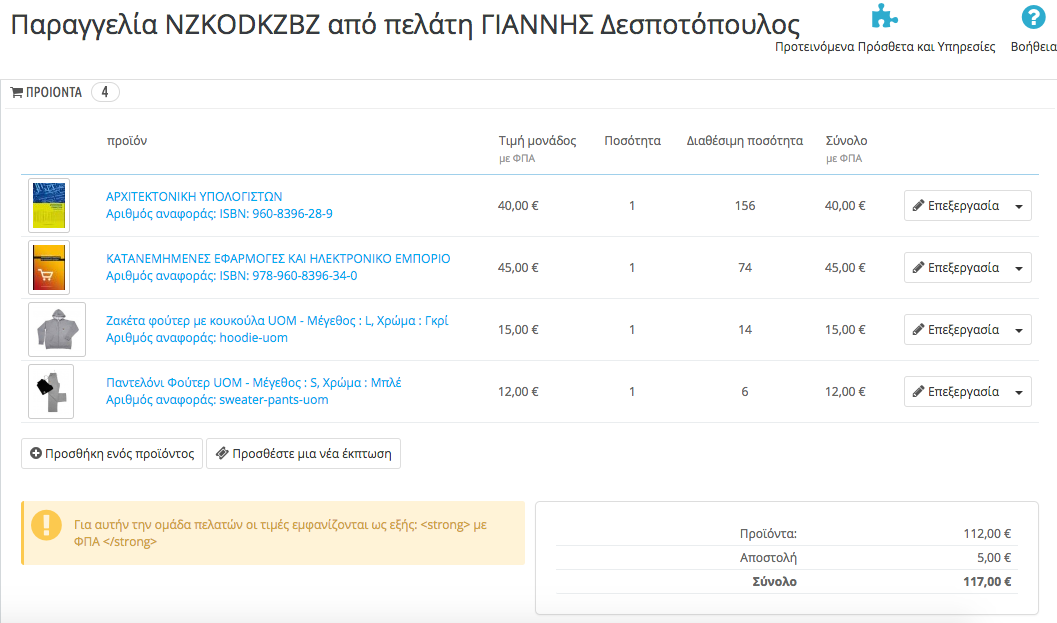 Παραγγελία NZKODKZBZ από πελάτη ΓΙΑΝΝΗΣ Δεσποτόπουλος
Προτεινόμενα Πρόσθετα και Υπηρεσίες
Βοήθεια
ΠΡΟΙΟΝΤΑ 4
προϊόν Τιμή μονάδος Ποσότητα Διαθέσιμη ποσότητα Σύνολο
με ΦΠΑ με ΦΠΑ
ΑΡΧΙΤΕΚΤΟΝΙΚΗ ΥΠΟΛΟΓΙΣΤΩΝ
Αριθμός αναφοράς: ISBN: 960-8396-28-9
40,00 € 1 156 40,00 € Επεξεργασία
ΚΑΤΑΝΕΜΗΜΕΝΕΣ ΕΦΑΡΜΟΓΕΣ ΚΑΙ ΗΛΕΚΤΡΟΝΙΚΟ ΕΜΠΟΡΙΟ
Αριθμός αναφοράς: ISBN: 978-960-8396-34-0
45,00 € 1 74 45,00 € Επεξεργασία
Ζακέτα φούτερ με κουκούλα UOM - Μέγεθος : L, Χρώμα : Γκρί
Αριθμός αναφοράς: hoodie-uom
15,00 € 1 14 15,00 € Επεξεργασία
Παντελόνι Φούτερ UOM - Μέγεθος : S, Χρώμα : Μπλέ
Αριθμός αναφοράς: sweater-pants-uom
12,00 € 1 6 12,00 € Επεξεργασία
Προσθήκη ενός προϊόντος Προσθέστε μια νέα έκπτωση
Για αυτήν την ομάδα πελατών οι τιμές εμφανίζονται ως εξής: <strong> με
ΦΠΑ </strong>
Προϊόντα: 112,00 €
Αποστολή 5,00 €
Σύνολο 117,00 €